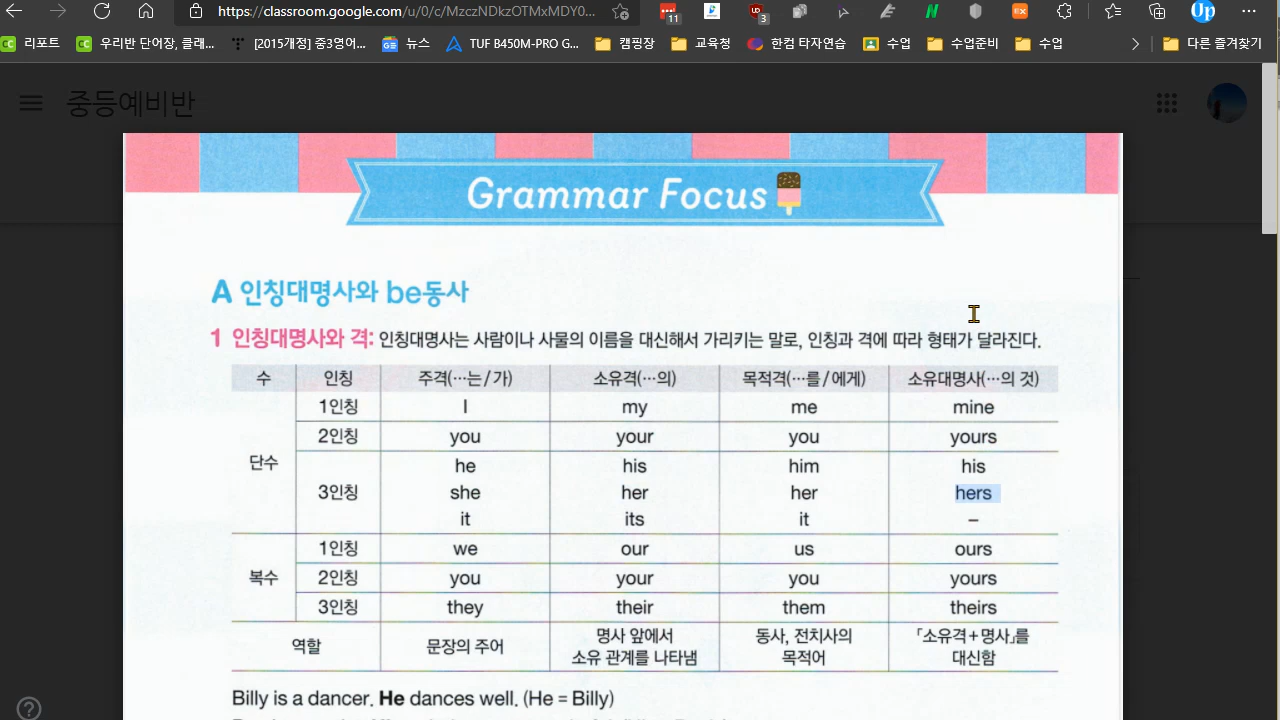 https://classroom.google.com/u/0/c/MzczNDkzOTMxMDY0...
11
3
Up
리포트
우리반 단어장, 클래...
[2015개정] 중3영어...
뉴스
TUF B450M-PRO G...
캠핑장
교육청
한컴 타자연습
수업
수업준비
수업
다른 즐겨찾기
중등예비반
Grammar Focus
A 인칭대명사와 be동사
1 인칭대명사와 격: 인칭대명사는 사람이나 사물의 이름을 대신해서 가리키는 말로, 인칭과 격에 따라 형태가 달라진다.
수 인칭 주격(…는/가) 소유격(…의) 목적격(…를/에게) 소유대명사(…의 것)
단수 1인칭 I my me mine
2인칭 you your you yours
3인칭 he his him his
she her her hers
it its it –
복수 1인칭 we our us ours
2인칭 you your you yours
3인칭 they their them theirs
역할 문장의 주어 명사 앞에서 소유 관계를 나타냄 동사, 전치사의 목적어 「소유격+명사」를 대신함
Billy is a dancer. He dances well. (He = Billy)